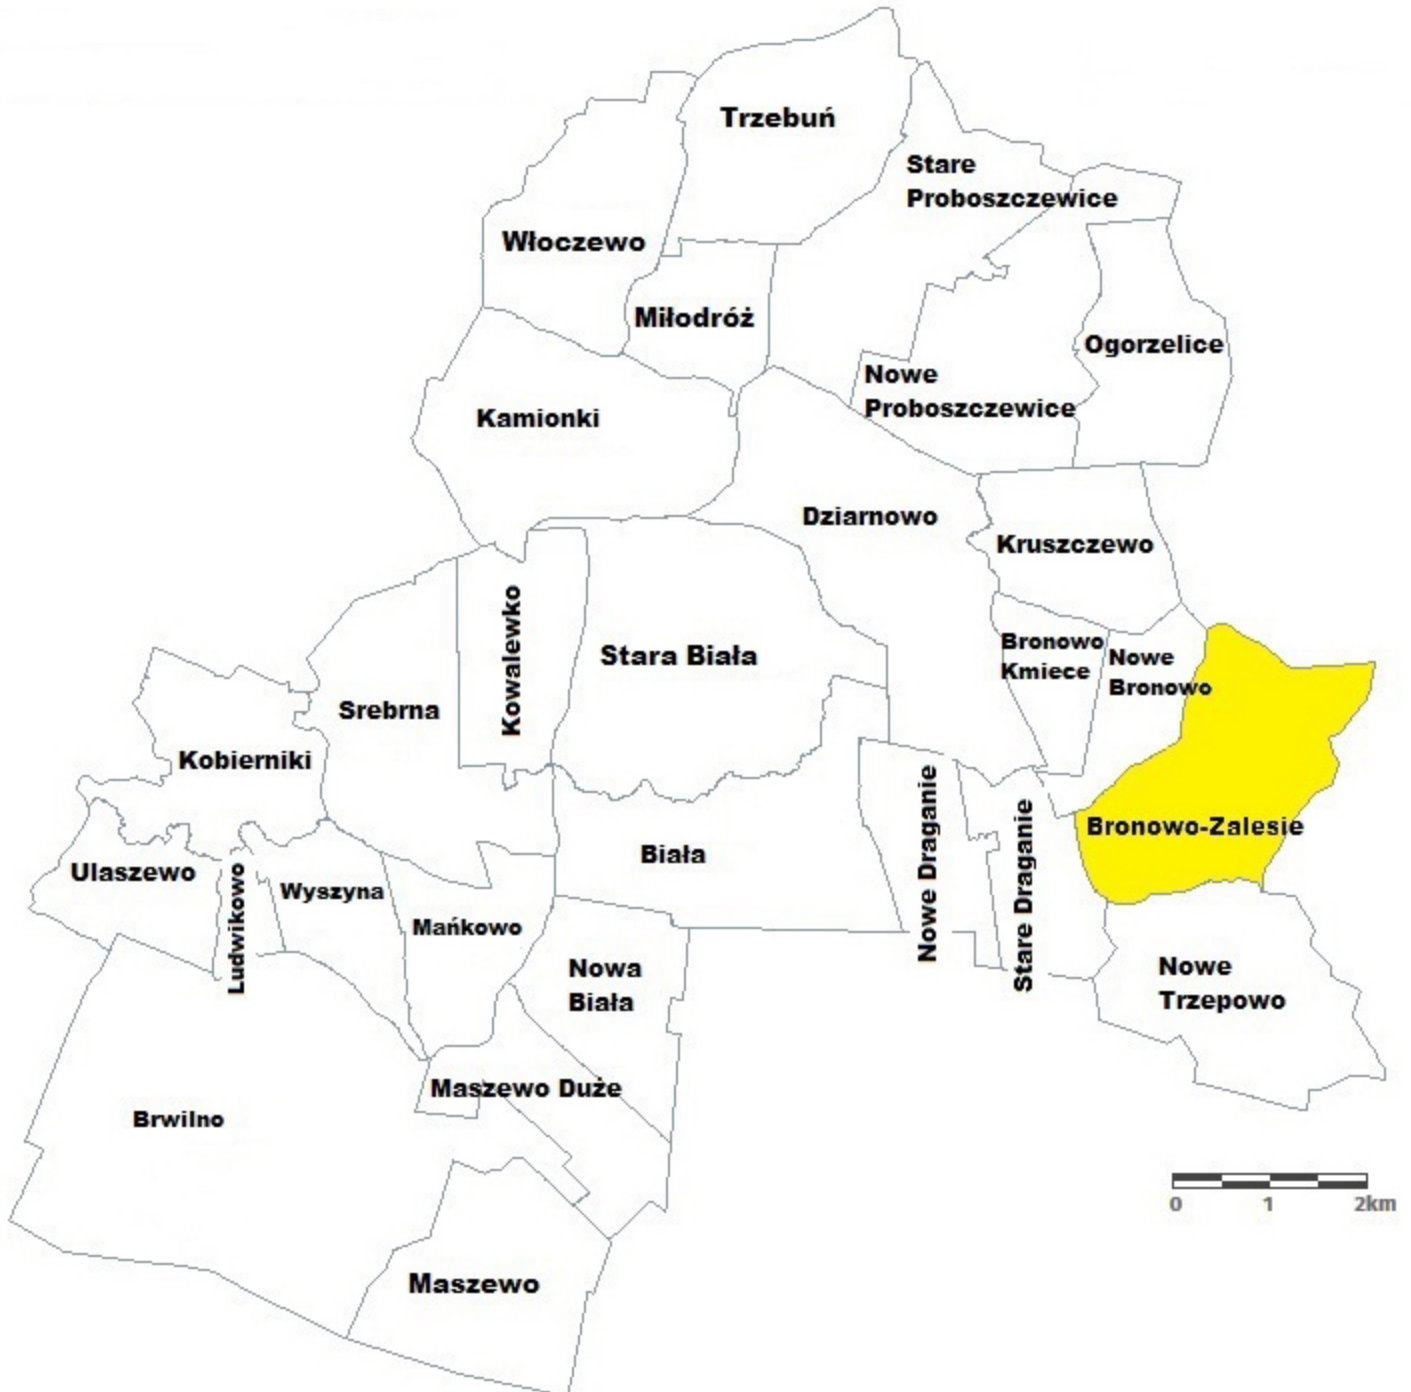 Trzebuń
Stare
Proboszczewice
Włoczewo
Miłodróż
Ogorzelice
Nowe
Proboszczewice
Kamionki
Dziarnowo
Kruszczewo
Kowalewko
Stara Biała
Bronowo
Kmiece
Nowe
Bronowo
Srebrna
Kobierniki
Bronowo-Zalesie
Nowe Draganie
Stare Draganie
Biała
Ulaszewo
Ludwikowo
Wyszyna
Mańkowo
Nowa
Biała
Nowe
Trzepowo
Maszewo Duże
Brwilno
0 1 2km
Maszewo